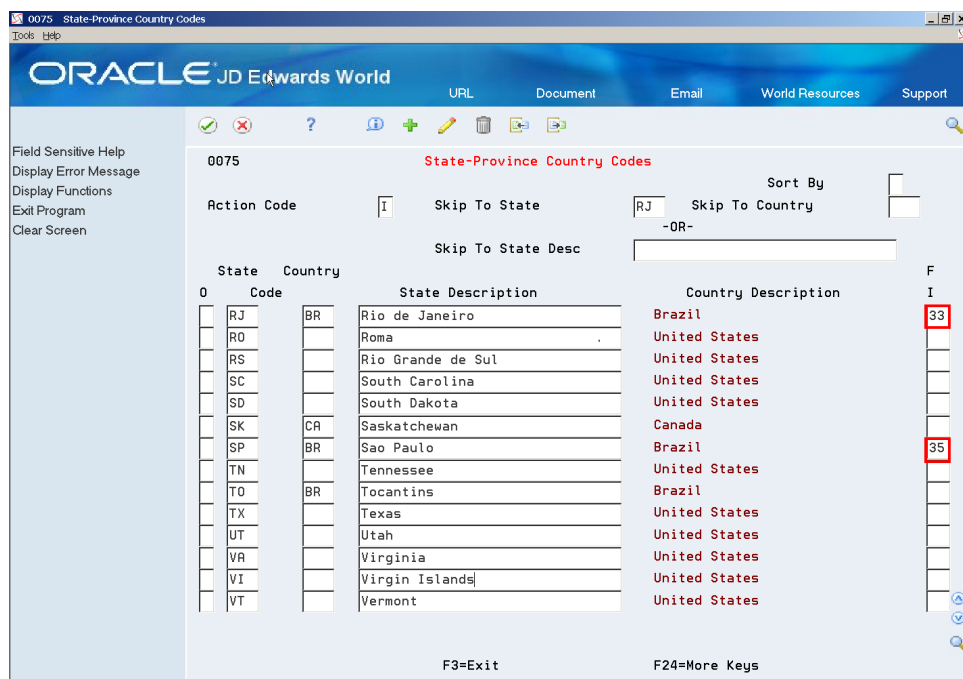 0075 State-Province Country Codes
Tools Help
ORACLE JD Edwards World
URL Document Email World Resources Support
Field Sensitive Help
Display Error Message
Display Functions
Exit Program
Clear Screen
0075 State-Province Country Codes
Sort By
Action Code I Skip To State RJ Skip To Country
-OR-
Skip To State Desc
State Country F
O Code State Description Country Description I
RJ BR Rio de Janeiro Brazil 33
RO Roma . United States
RS Rio Grande de Sul United States
SC South Carolina United States
SD South Dakota United States
SK CA Saskatchewan Canada
SP BR Sao Paulo Brazil 35
TN Tennessee United States
TO BR Tocantins Brazil
TX Texas United States
UT Utah United States
VA Virginia United States
VI Virgin Islands United States
VT Vermont United States
F3=Exit F24=More Keys